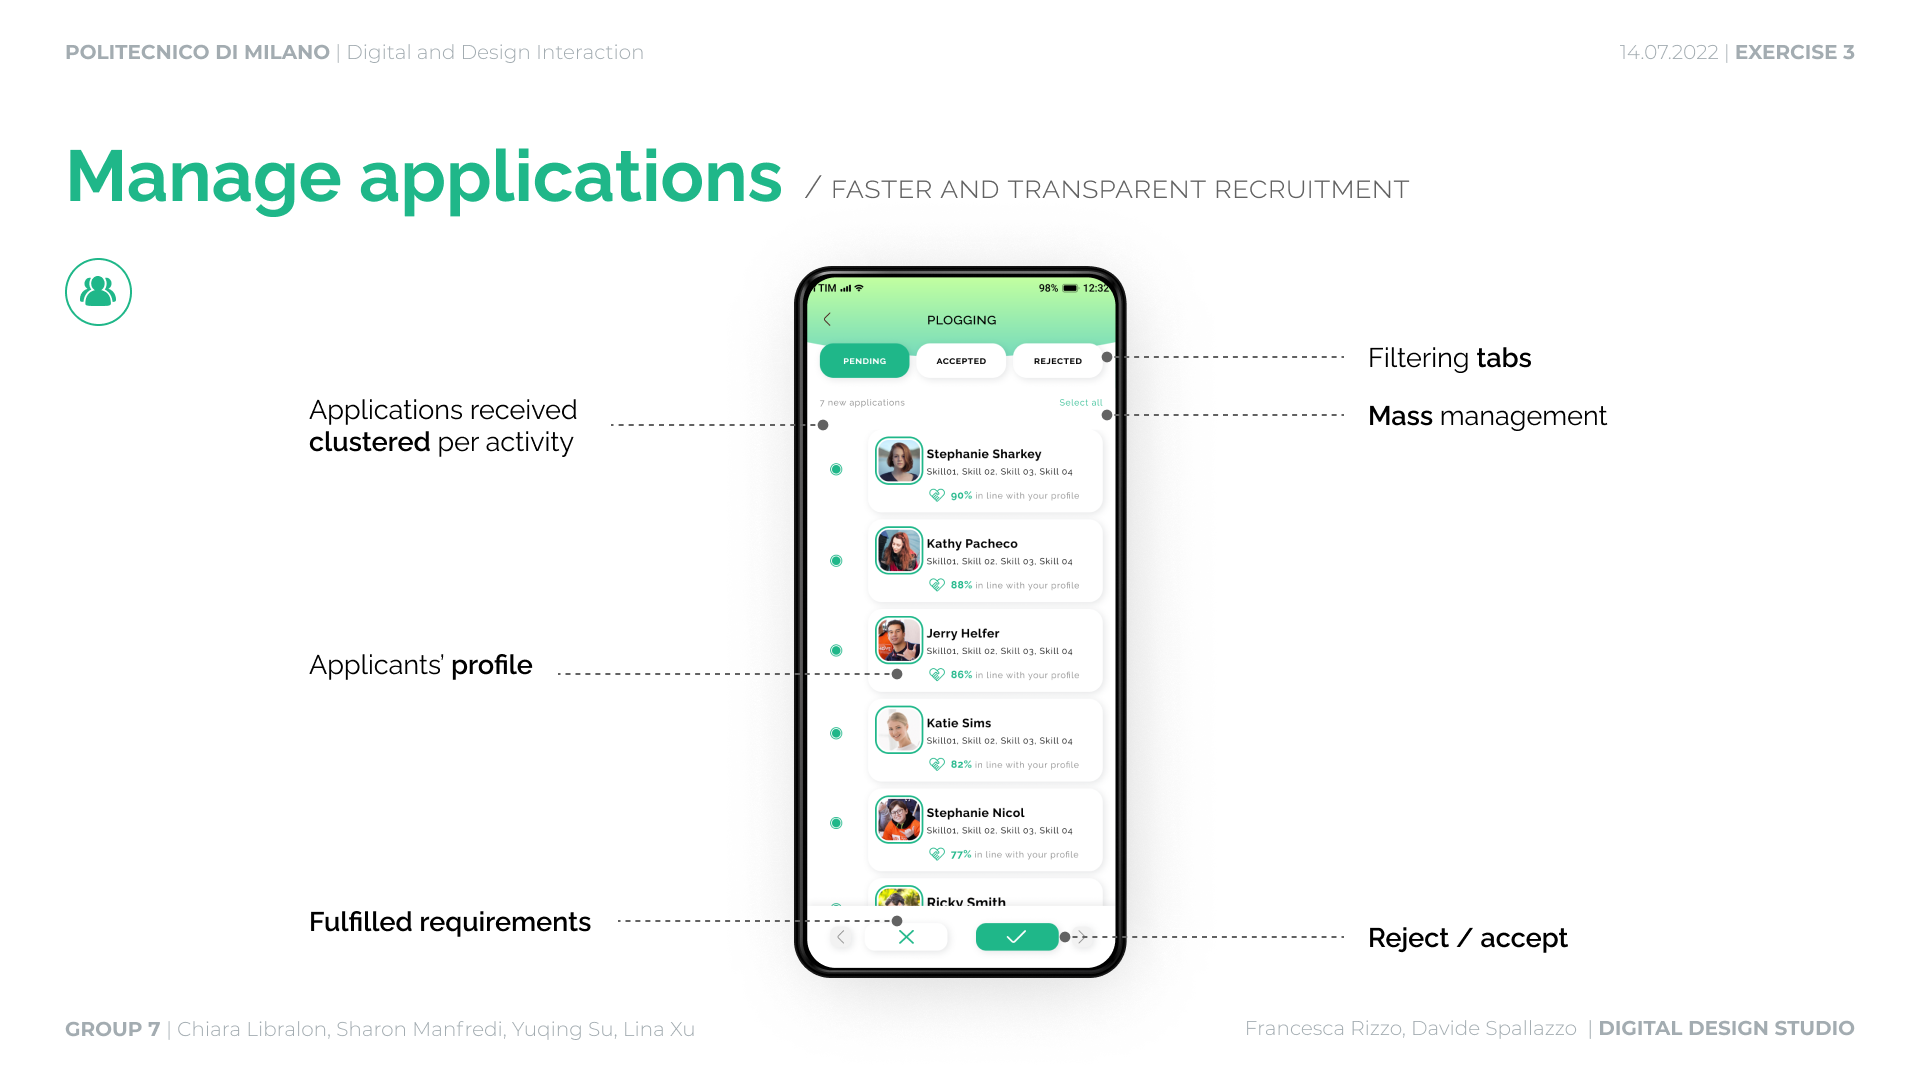 POLITECNICO DI MILANO | Digital and Design Interaction
14.07.2022 | EXERCISE 3
Manage applications / FASTER AND TRANSPARENT RECRUITMENT
TIM
98% 12:32
PLOGGING
PENDING
ACCEPTED
REJECTED
7 new applications
Select all
Stephanie Sharkey
Skill01, Skill 02, Skill 03, Skill 04
90% in line with your profile
Kathy Pacheco
Skill01, Skill 02, Skill 03, Skill 04
88% in line with your profile
Jerry Helfer
Skill01, Skill 02, Skill 03, Skill 04
86% in line with your profile
Katie Sims
Skill01, Skill 02, Skill 03, Skill 04
82% in line with your profile
Stephanie Nicol
Skill01, Skill 02, Skill 03, Skill 04
77% in line with your profile
Ricky Smith
Applications received
clustered per activity
Applicants’ profile
Fulfilled requirements
Filtering tabs
Mass management
Reject / accept
GROUP 7 | Chiara Libralon, Sharon Manfredi, Yuqing Su, Lina Xu
Francesca Rizzo, Davide Spallazzo | DIGITAL DESIGN STUDIO